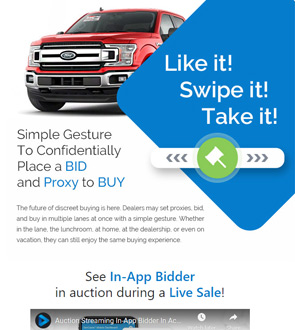 Ford
Like it!
Swipe it!
Take it!
Simple Gesture
To Confidentially
Place a BID
and Proxy to BUY
The future of discreet buying is here. Dealers may set proxies, bid,
and buy in multiple lanes at once with a simple gesture. Whether
in the lane, the lunchroom, at home, at the dealership, or even on
vacation, they can still enjoy the same buying experience.
See In-App Bidder
in auction during a Live Sale!
Auction Streaming In-App Bidder In Ac...